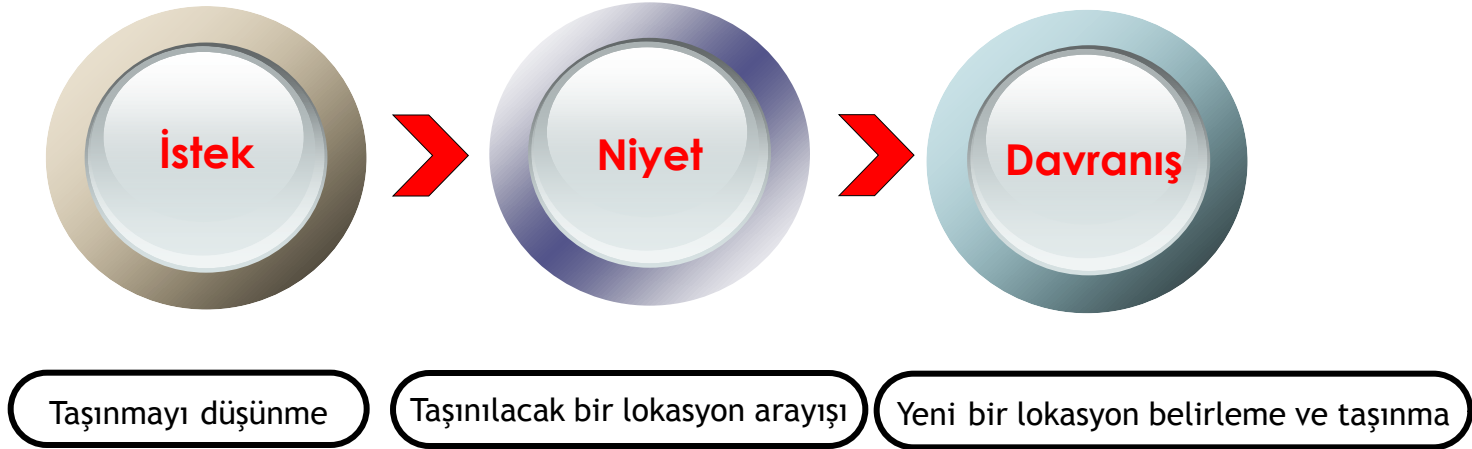 İstek
Niyet
Davranış
Taşınmayı düşünme
Taşınılacak bir lokasyon arayışı
Yeni bir lokasyon belirleme ve taşınma